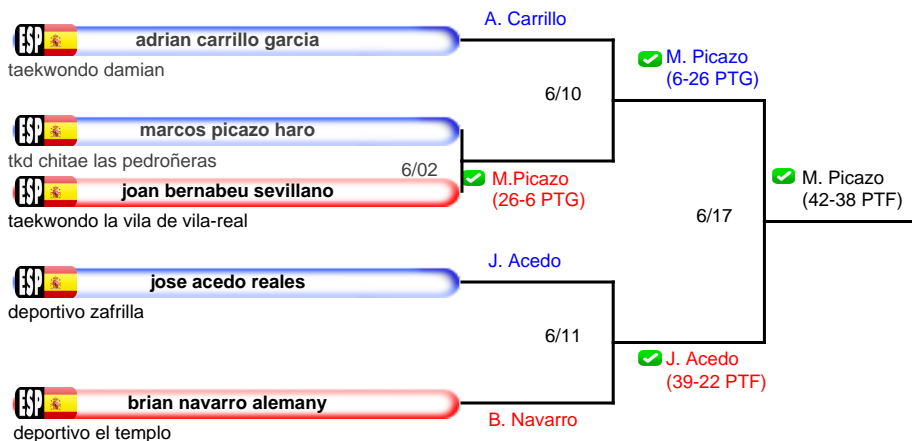 A. Carrillo
ESP adrian carrillo garcia
taekwondo damian
M. Picazo
(6-26 PTG)
6/10
ESP marcos picazo haro
tkd chitae las pedroñeras
6/02
M.Picazo
(26-6 PTG)
ESP joan bernabeu sevillano
taekwondo la vila de vila-real
M. Picazo
(42-38 PTF)
6/17
J. Acedo
ESP jose acedo reales
deportivo zafrilla
6/11
J. Acedo
(39-22 PTF)
ESP brian navarro alemany
B. Navarro
deportivo el templo